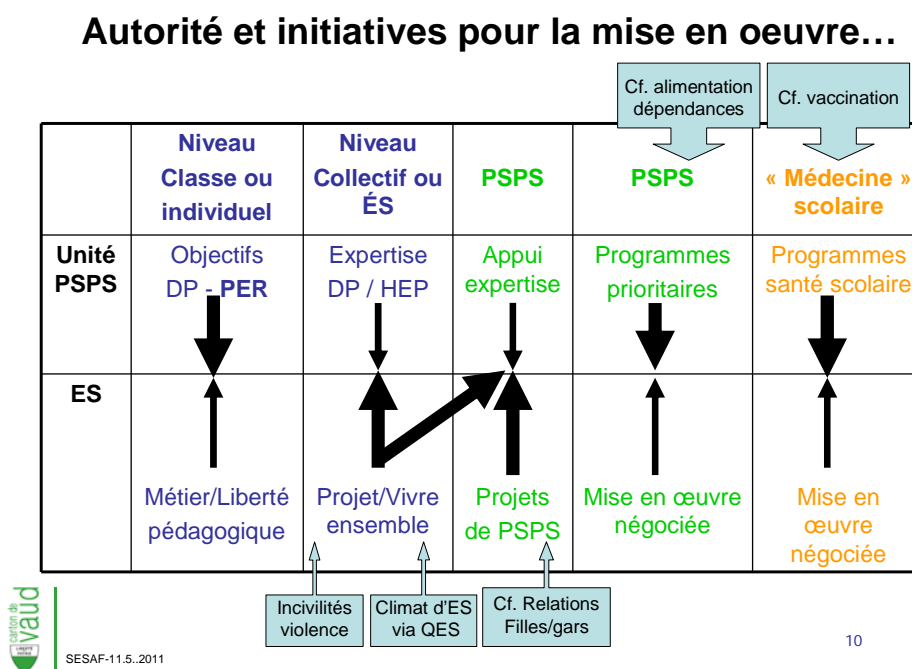 Autorité et initiatives pour la mise en oeuvre…
Cf. alimentation
dépendances
Cf. vaccination
Niveau
Classe ou
individuel
Niveau
Collectif ou
ÉS
PSPS
PSPS
« Médecine »
scolaire
Unité
PSPS
Objectifs
DP - PER
Expertise
DP / HEP
Appui
expertise
Programmes
prioritaires
Programmes
santé scolaire
ES
Métier/Liberté
pédagogique
Projet/Vivre
ensemble
Projets
de PSPS
Mise en œuvre
négociée
Mise en
œuvre
négociée
Incivilités
violence
Climat d'ES
via QES
Cf. Relations
Filles/gars
canton de
vaud
LIBERTÉ
PATRIE
SESAF-11.5..2011
10